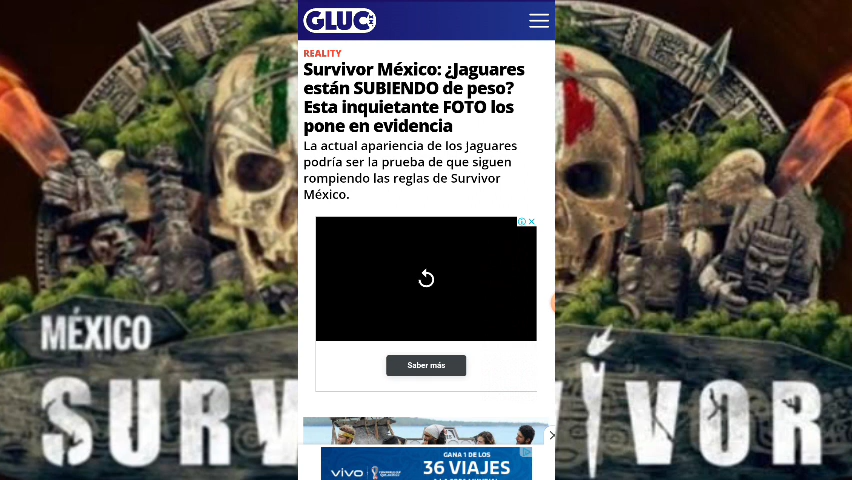 GLUC
REALITY
Survivor México: ¿Jaguares
están SUBIENDO de peso?
Esta inquietante FOTO los
pone en evidencia
La actual apariencia de los Jaguares
podría ser la prueba de que siguen
rompiendo las reglas de Survivor
México.
Saber más
MÉXICO
SURV
IVOR
vivo
GANA 1 DE LOS
36 VIAJES